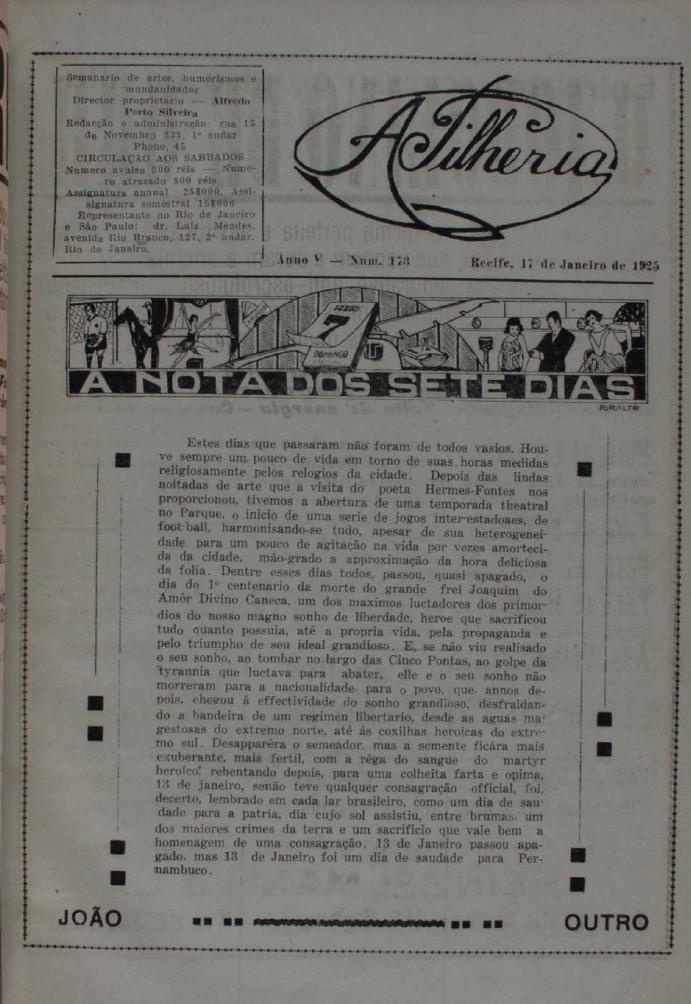 Semanario de artes, humorismos e
mundanidades
Director proprietario — Alfredo
Porto Silveira
Redacção e administração: rua 15
de Novembro 331, 1° andar
Phone, 45
CIRCULAÇÃO AOS SABBADOS
Numero avulso 500 réis — Nume-
ro atrazado 800 réis
Assignatura annual 25$000. Assi-
signatura semestral 15$000
Representante no Rio de Janeiro
e São Paulo: dr. Luiz Mendes,
avenida Rio Branco, 127, 2° andar.
Rio de Janeiro.
A Pilheria
Anno V — Num. 173
Recife, 17 de Janeiro de 1925
7
DOMINGO
A NOTA DOS SETE DIAS
Estes dias que passaram não foram de todos vasios. Hou-
ve sempre um pouco de vida em torno de suas horas medidas
religiosamente pelos relogios da cidade. Depois das lindas
noitadas de arte que a visita do poeta Hermes-Fontes nos
proporcionou, tivemos a abertura de uma temporada theatral
no Parque, o inicio de uma serie de jogos inter-estadoaes, de
foot-ball, harmonisando-se tudo, apesar de sua heterogenei-
dade para um pouco de agitação na vida por vezes amorteci-
da da cidade, máo-grado a approximação da hora deliciosa
da folia. Dentre esses dias todos, passou, quasi apagado, o
dia do 1° centenario da morte do grande frei Joaquim do
Amôr Divino Caneca, um dos maximos luctadores dos primor-
dios do nosso magno sonho de liberdade, heroe que sacrificou
tudo quanto possuia, até a propria vida, pela propaganda e
pelo triumpho de seu ideal grandioso. E, se não viu realisado
o seu sonho, ao tombar no largo das Cinco Pontas, ao golpe da
tyrannia que luctava para abater, elle e o seu sonho não
morreram para a nacionalidade, para o povo, que, annos de-
pois, chegou á effectividade do sonho grandioso, desfraldan-
do a bandeira de um regimen libertario, desde as aguas ma-
gestosas do extremo norte, até ás coxilhas heroicas do extre-
mo sul. Desapparéra o semeador, mas a semente ficára mais
exuberante, mais fertil, com a réga do sangue do martyr
heroico, rebentando depois, para uma colheita farta e opima,
13 de janeiro, senão teve qualquer consagração official, foi,
decerto, lembrado em cada lar brasileiro, como um dia de sau-
dade para a patria, dia cujo sol assistiu, entre brumas, um
dos maiores crimes da terra e um sacrificio que vale bem a
homenagem de uma consagração. 13 de Janeiro passou apa-
gado, mas 13 de Janeiro foi um dia de saudade para Per-
nambuco.
JOÃO OUTRO